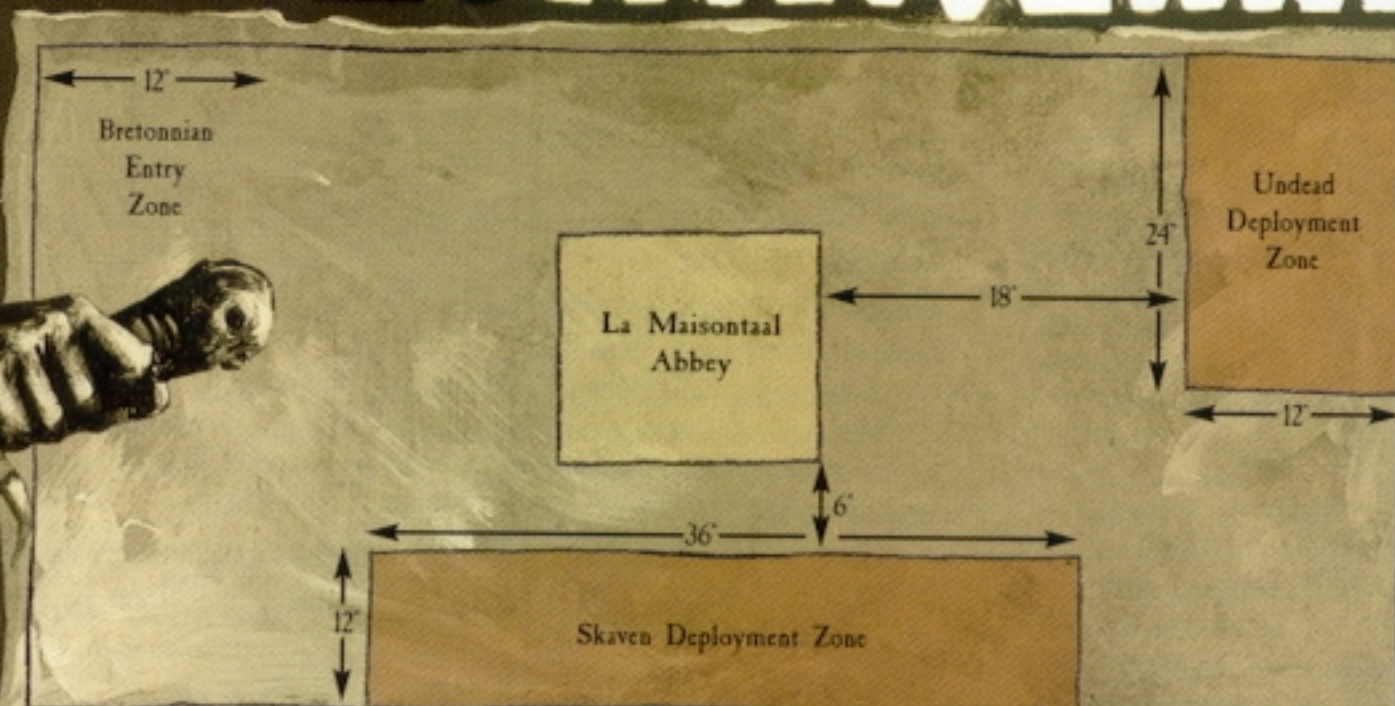 12"
Bretonnian
Entry
Zone
Undead
Deployment
Zone
24"
18"
La Maisontaal
Abbey
12"
6"
36"
12"
Skaven Deployment Zone